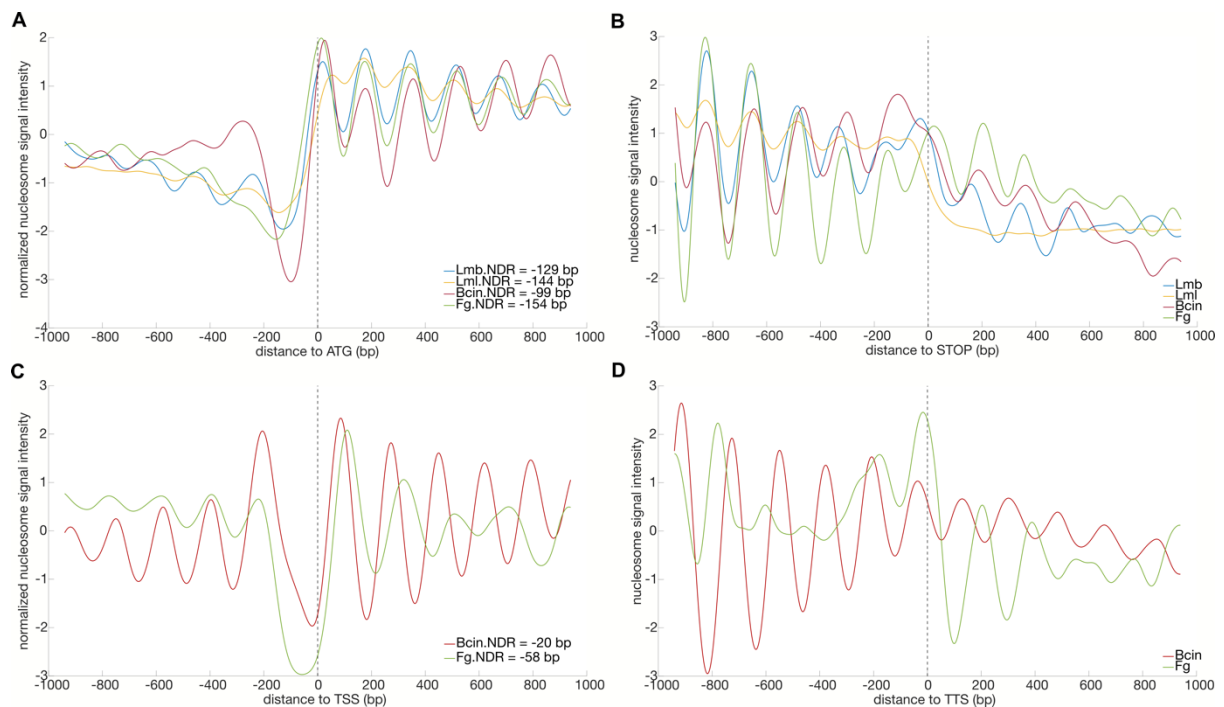 A
normalized nucleosome signal intensity
2
1
0
-1
-2
-3
-4
Lmb.NDR = -129 bp
Lml.NDR = -144 bp
Bcin.NDR = -99 bp
Fg.NDR = -154 bp
-1000 -800 -600 -400 -200 0 200 400 600 800 1000
distance to ATG (bp)
B
nucleosome signal intensity
3
2
1
0
-1
-2
-3
Lmb
Lml
Bcin
Fg
-1000 -800 -600 -400 -200 0 200 400 600 800 1000
distance to STOP (bp)
C
normalized nucleosome signal intensity
3
2
1
0
-1
-2
-3
Bcin.NDR = -20 bp
Fg.NDR = -58 bp
-1000 -800 -600 -400 -200 0 200 400 600 800 1000
distance to TSS (bp)
D
nucleosome signal intensity
3
2
1
0
-1
-2
-3
Bcin
Fg
-1000 -800 -600 -400 -200 0 200 400 600 800 1000
distance to TTS (bp)